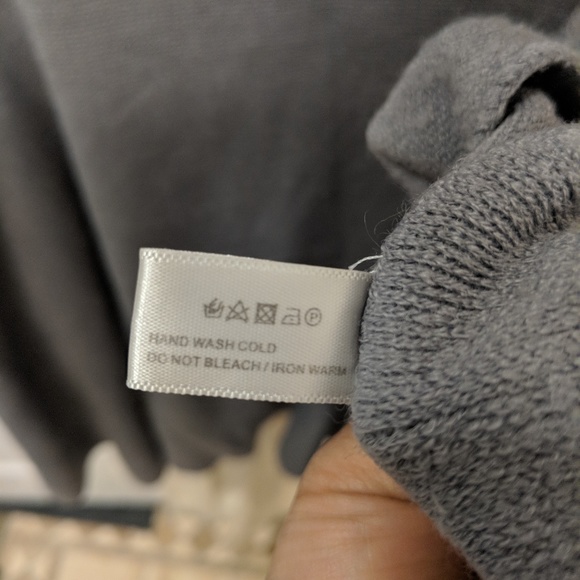 P
HAND WASH COLD
DO NOT BLEACH / IRON WARM